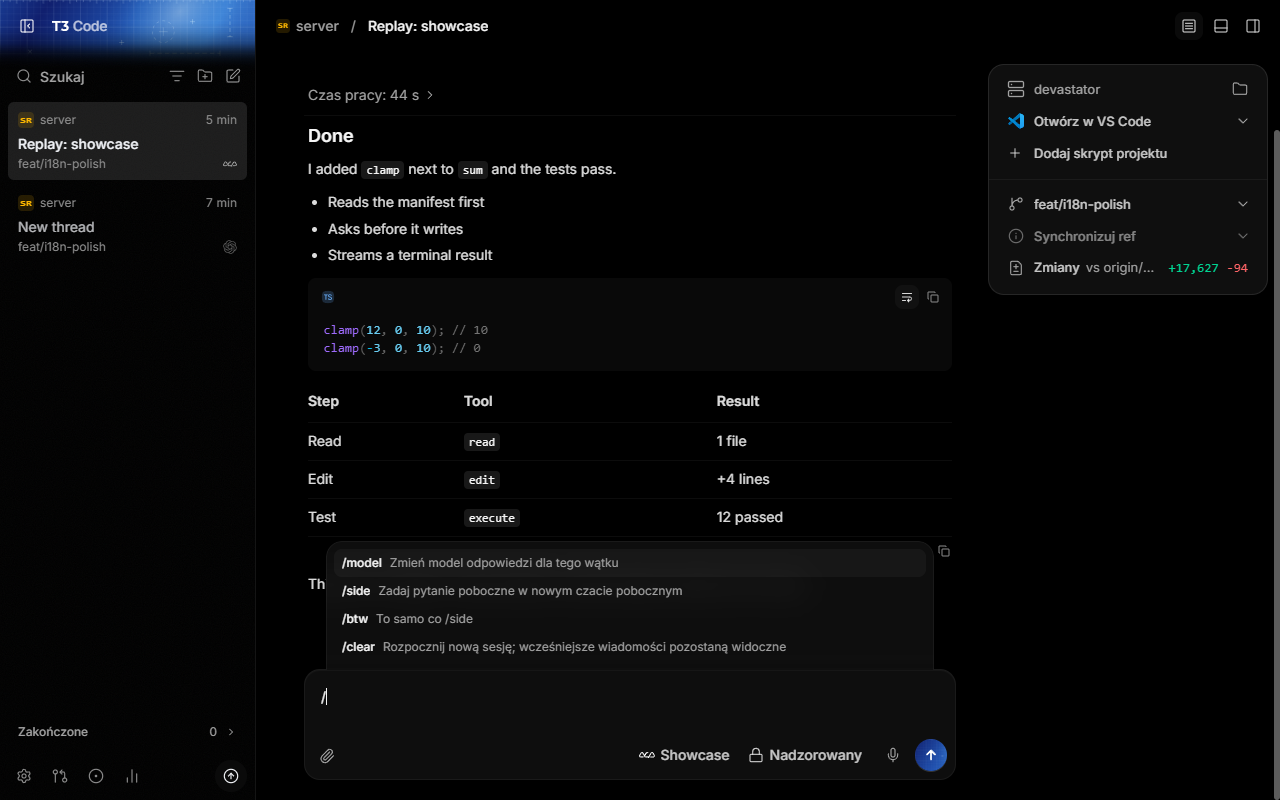 T3 Code
SR server / Replay: showcase
Szukaj
SR server 5 min
Replay: showcase
feat/i18n-polish
SR server 7 min
New thread
feat/i18n-polish
Zakończone 0
Czas pracy: 44 s
Done
I added clamp next to sum and the tests pass.
• Reads the manifest first
• Asks before it writes
• Streams a terminal result
TS
clamp(12, 0, 10); // 10
clamp(-3, 0, 10); // 0
Step Tool Result
Read read 1 file
Edit edit +4 lines
Test execute 12 passed
Th
/model Zmień model odpowiedzi dla tego wątku
/side Zadaj pytanie poboczne w nowym czacie pobocznym
/btw To samo co /side
/clear Rozpocznij nową sesję; wcześniejsze wiadomości pozostaną widoczne
/
Showcase Nadzorowany
devastator
Otwórz w VS Code
Dodaj skrypt projektu
feat/i18n-polish
Synchronizuj ref
Zmiany vs origin/... +17,627 -94